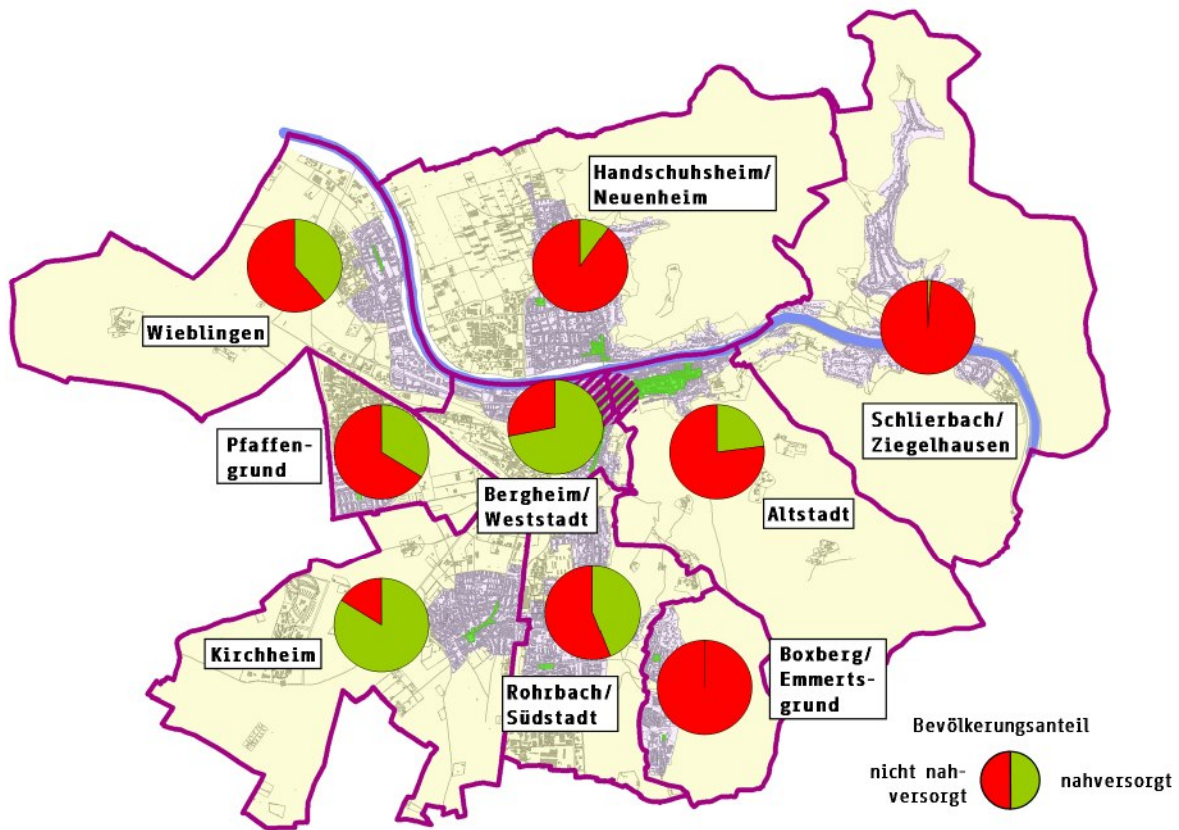 Handschuhsheim/
Neuenheim
Wieblingen
Schlierbach/
Ziegelhausen
Pfaffen-
grund
Bergheim/
Weststadt
Altstadt
Kirchheim
Rohrbach/
Südstadt
Boxberg/
Emmerts-
grund
Bevölkerungsanteil
nicht nah-
versorgt
nahversorgt